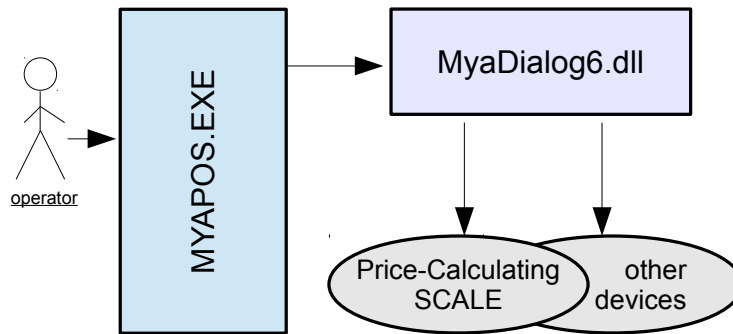 operator
MYAPOS.EXE
MyaDialog6.dll
Price-Calculating
SCALE
other
devices